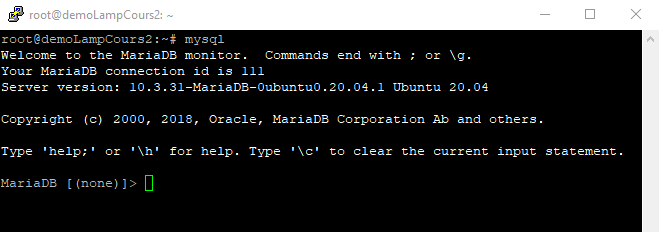 root@demoLampCours2: ~
root@demoLampCours2:~# mysql
Welcome to the MariaDB monitor.  Commands end with ; or \g.
Your MariaDB connection id is 111
Server version: 10.3.31-MariaDB-0ubuntu0.20.04.1 Ubuntu 20.04
Copyright (c) 2000, 2018, Oracle, MariaDB Corporation Ab and others.
Type 'help;' or '\h' for help. Type '\c' to clear the current input statement.
MariaDB [(none)]>